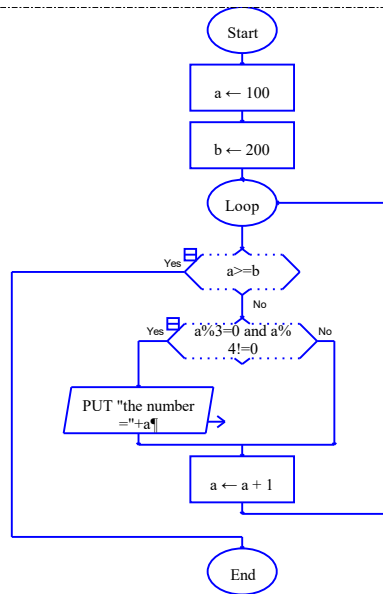 Start
a ← 100
b ← 200
Loop
Yes
a>=b
No
Yes
a%3=0 and a%
4!=0
No
PUT "the number
="+a¶
a ← a + 1
End